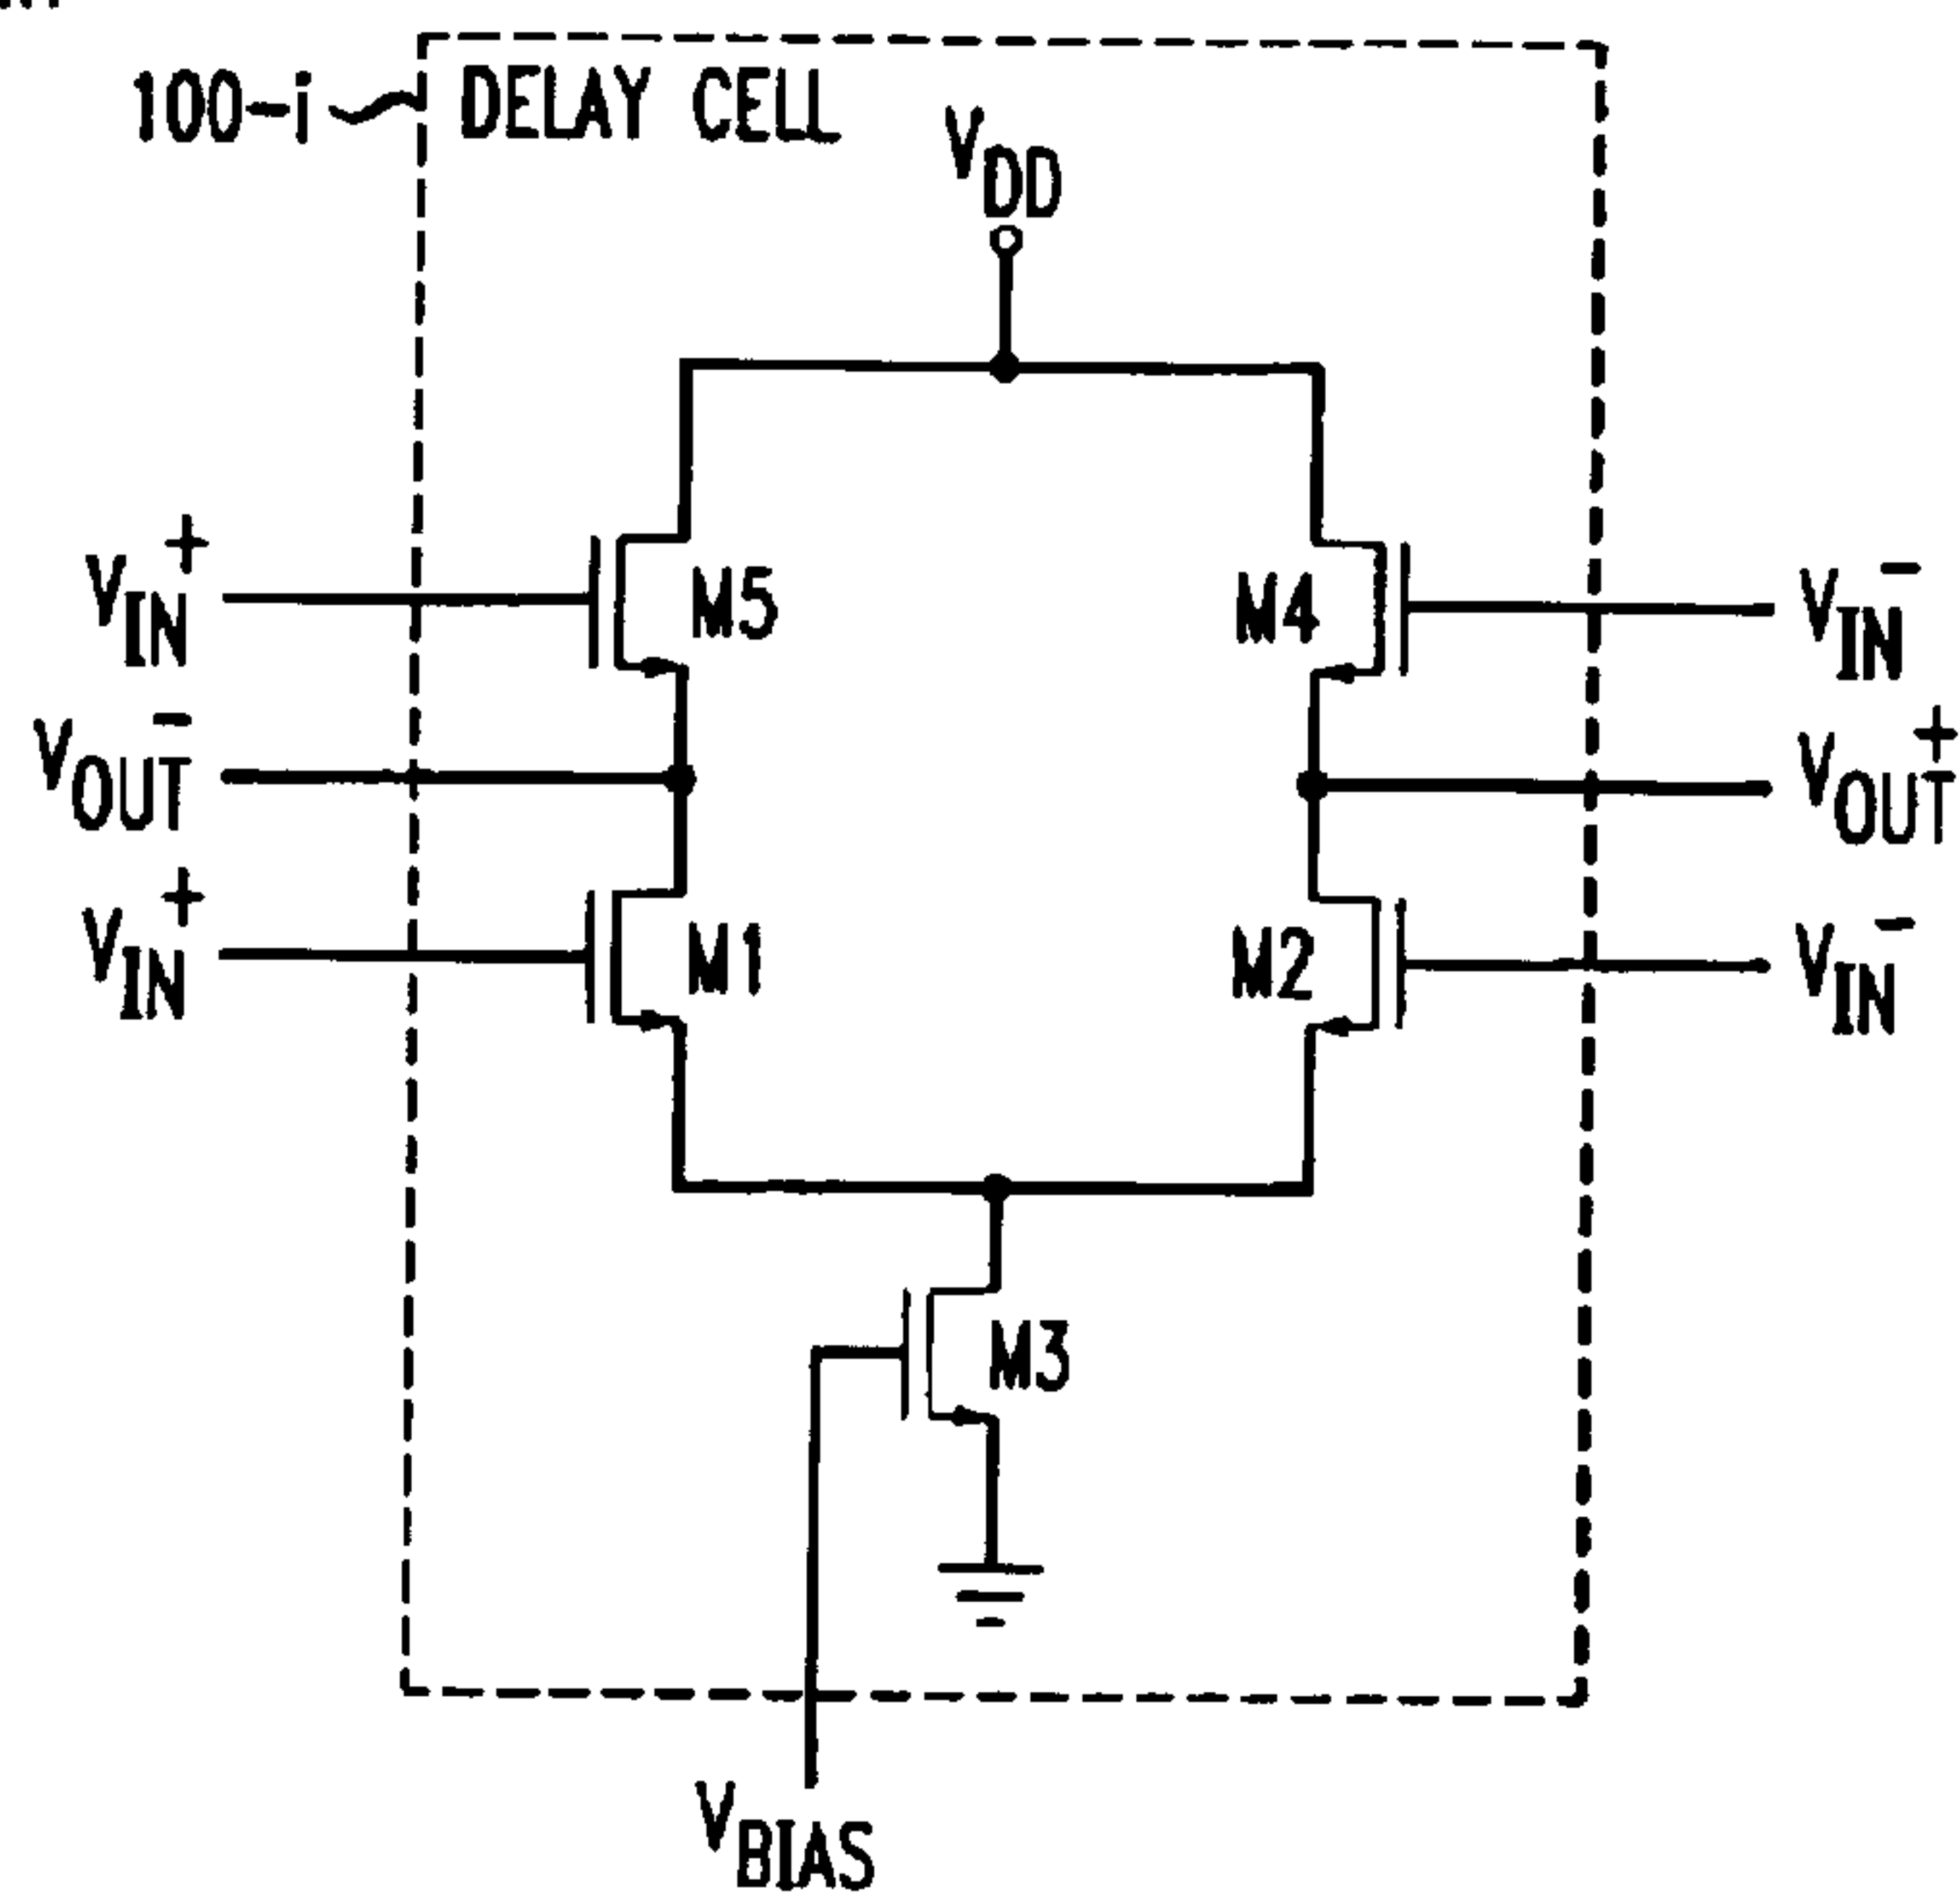 100-i DELAY CELL
VDD
VIN+
M5
M4
VIN-
VOUT-
VOUT+
VIN+
M1
M2
VIN-
M3
VBIAS